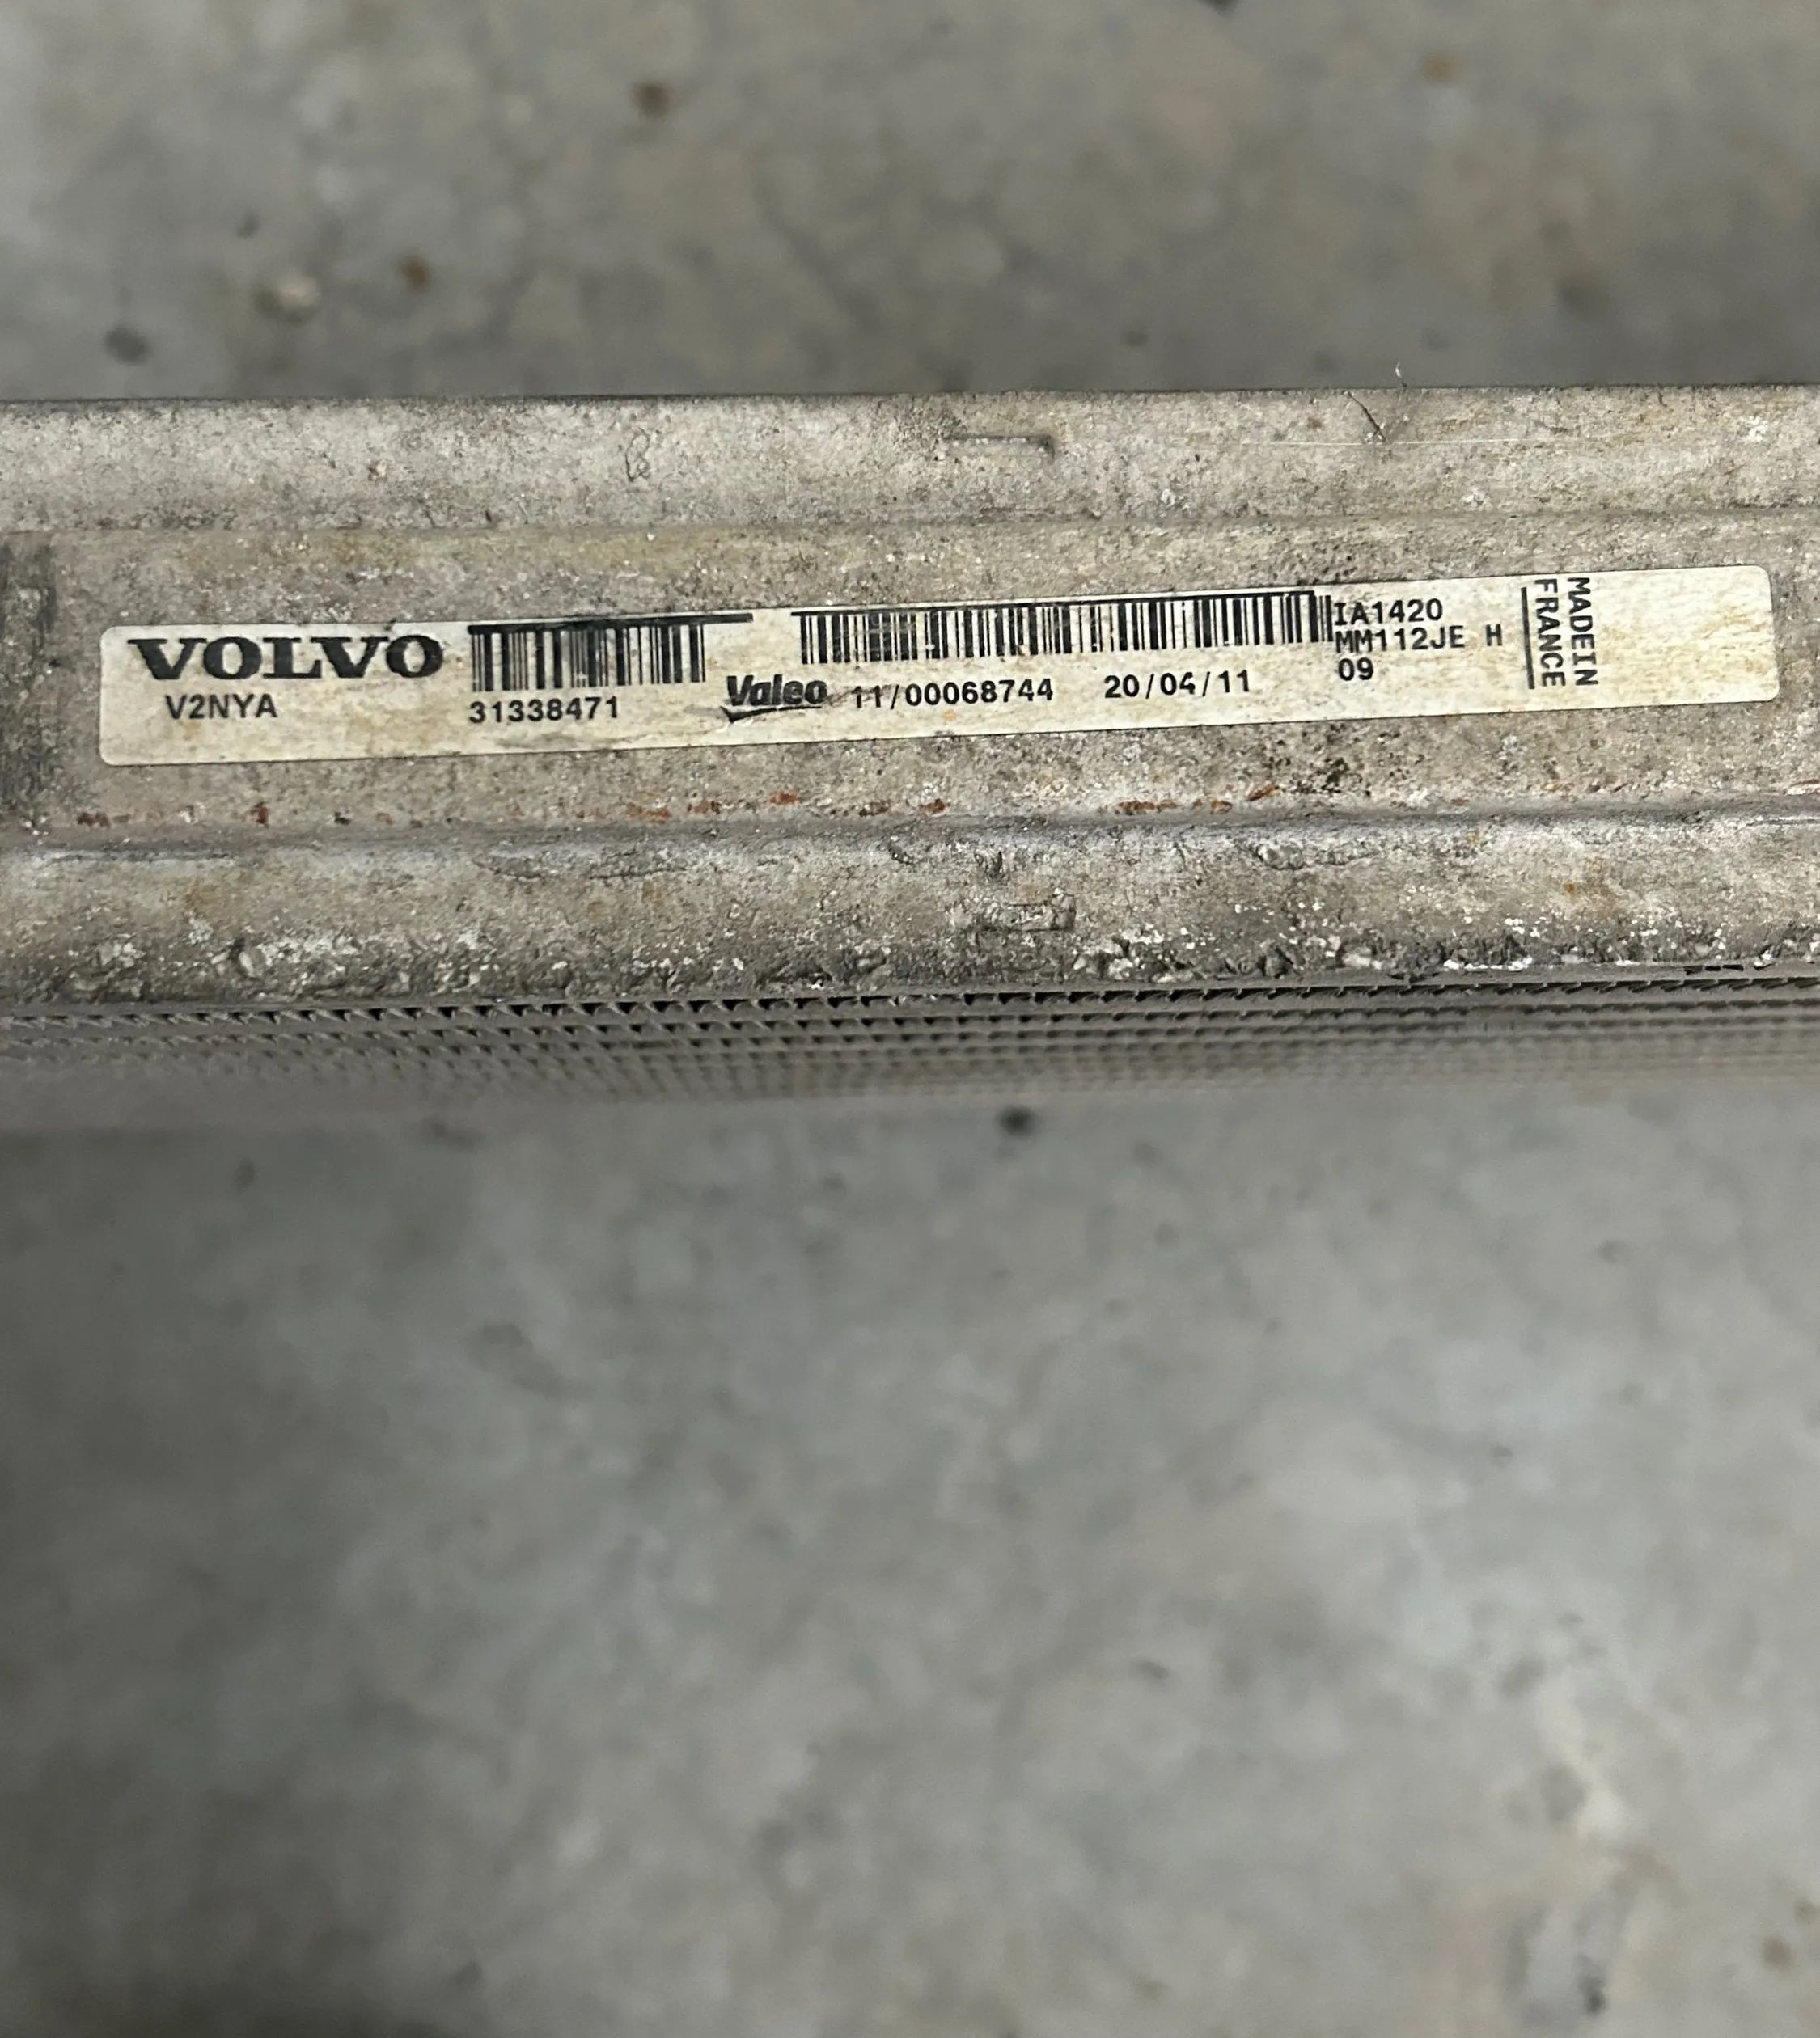 VOLVO
V2NYA
31338471
Valeo 11/00068744 20/04/11
IA1420
MM112JE H
09
MADEIN
FRANCE